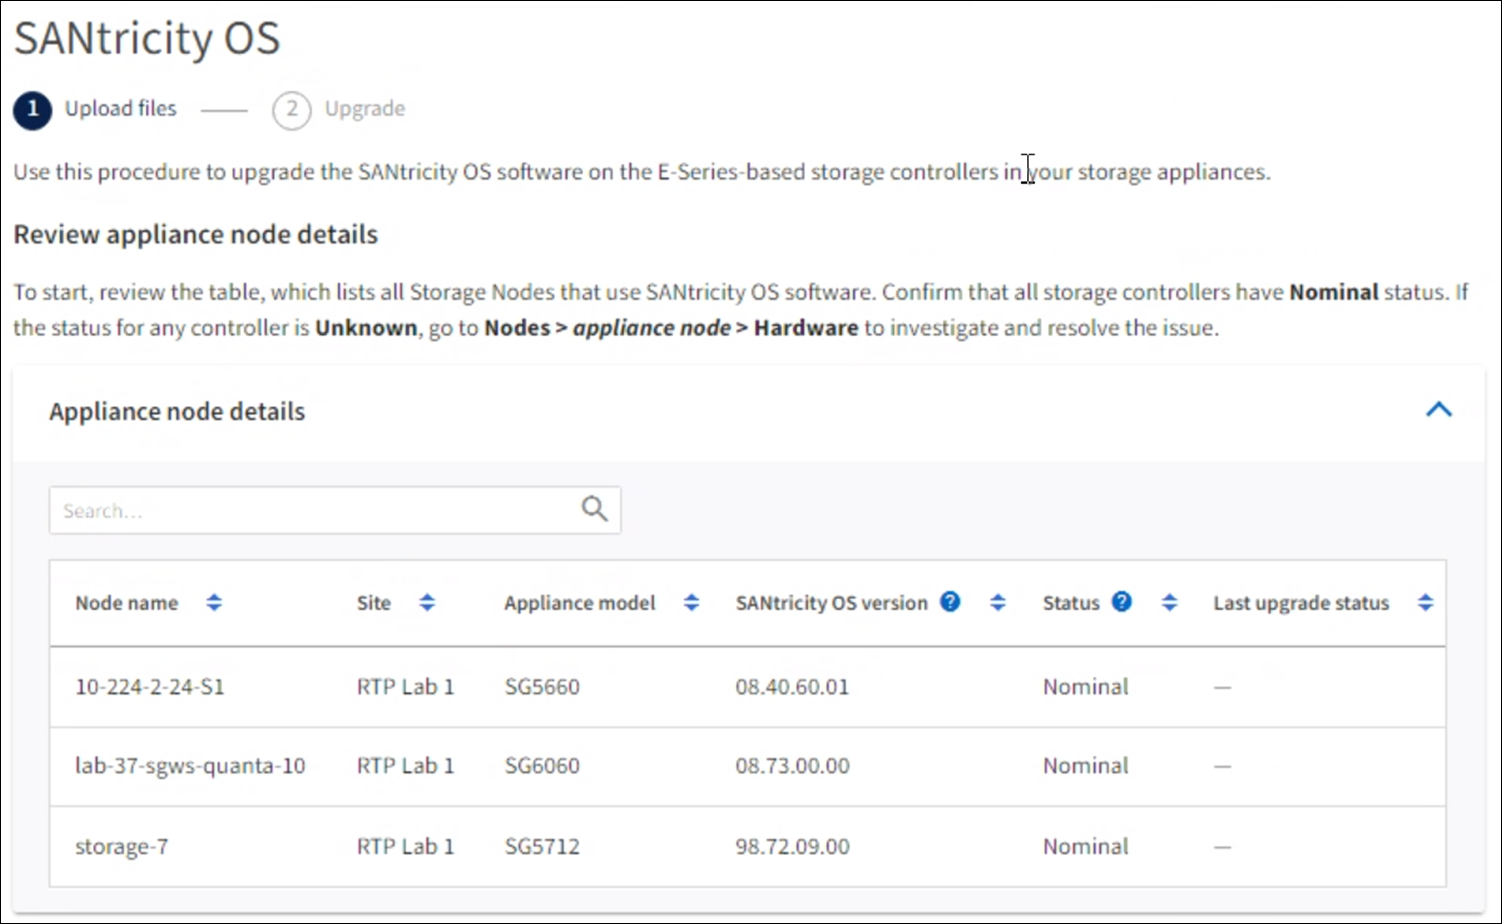 SANtricity OS
1 Upload files 2 Upgrade
Use this procedure to upgrade the SANtricity OS software on the E-Series-based storage controllers in your storage appliances.
Review appliance node details
To start, review the table, which lists all Storage Nodes that use SANtricity OS software. Confirm that all storage controllers have Nominal status. If
the status for any controller is Unknown, go to Nodes > appliance node > Hardware to investigate and resolve the issue.
Appliance node details
Search...
Node name Site Appliance model SANtricity OS version ? Status ? Last upgrade status
10-224-2-24-S1 RTP Lab 1 SG5660 08.40.60.01 Nominal —
lab-37-sgws-quanta-10 RTP Lab 1 SG6060 08.73.00.00 Nominal —
storage-7 RTP Lab 1 SG5712 98.72.09.00 Nominal —